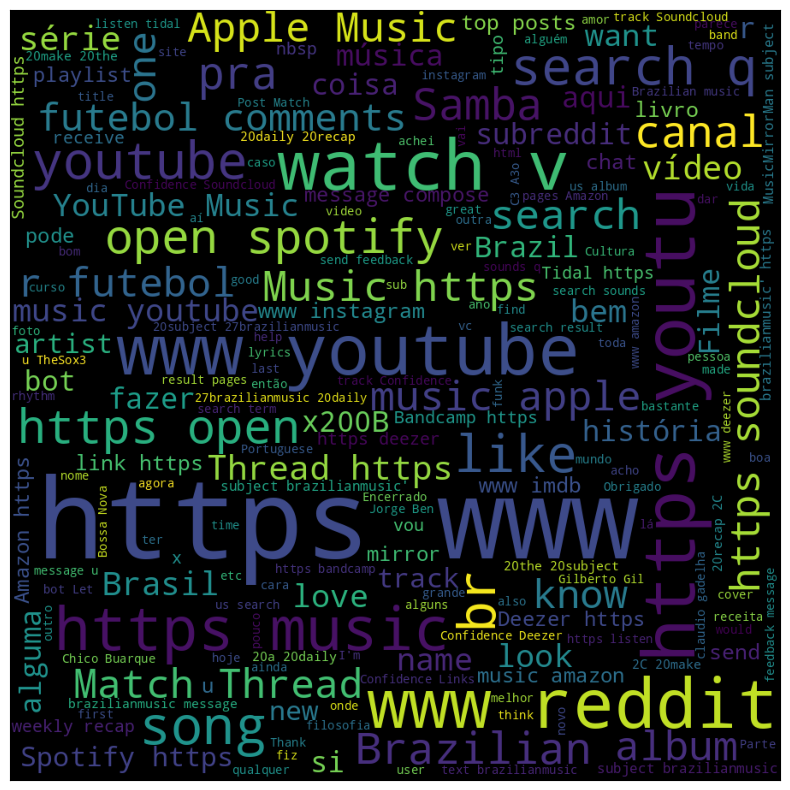 listen tidal
Apple Music
top posts
amor
track Soundcloud
parece
série
20make 20the
one
nbsp
música
tipo
want
alguém
r
band
tempo
site
playlist
pra
coisa
instagram
search q
Brazilian music
title
Post Match
Samba
aqui
livro
futebol comments
subreddit
canal
receive
20daily 20recap
achei
vai
chat
Soundcloud https
youtube
watch v
html
vídeo
MusicMirrorMan subject
caso
dia
Confidence Soundcloud
message compose
C3 A3o
us album
pages Amazon
vida
YouTube Music
video
great
outra
dar
pode
aí
open spotify
search
bom
send feedback
ver
Brazil
Cultura
r futebol
sounds q
Tidal https
curso
good
Music https
sub
ano
find
search sounds
youtu
music youtube
www instagram
bem
Filme
foto
20subject 27brazilianmusic
vc
search result
www amazon
brazilianmusic' https
artist
help
lyrics
www youtube
toda
pessoa
u TheSox3
last
então
made
bot
result pages
track Confidence
music apple
rhythm
fazer
27brazilianmusic 20daily
funk
bastante
search term
x200B
Bandcamp https
www deezer
https open
https deezer
história
boa
Portuguese
like
link https
Thread https
mundo
acho
https soundcloud
Amazon https
nome
agora
subject brazilianmusic'
www imdb
Obrigado
Bossa Nova
Encerrado
lá
Jorge Ben
https www
time
vou
20recap 2C
x
ter
https youtu
message u
etc
mirror
20the 20subject
bot Let
https bandcamp
track
Gilberto Gil
Brasil
cara
love
grande
br
also
know
cover
alguma
us search
alguns
claudio gadelha
receita
outro
https music
pouco
Confidence Deezer
https listen
would
Chico Buarque
hoje
20a 20daily
I'm
name
Deezer https
look
send
feedback message
Match Thread
u
ainda
Confidence Links
music amazon
2C 20make
brazilianmusic message
new
onde
www reddit
melhor
weekly recap
first
song
think
filosofia
novo
Thank
Brazilian album
Parte
Spotify https
fiz
si
qualquer
user
text brazilianmusic
subject brazilianmusic